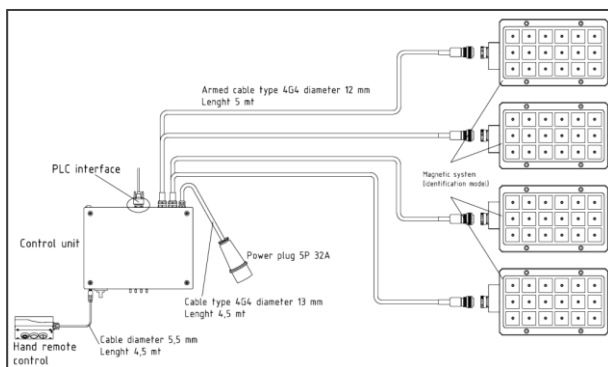 Armed cable type 4G4 diameter 12 mm
Lenght 5 mt
PLC interface
Magnetic system
(identification model)
Control unit
Power plug 5P 32A
Cable type 4G4 diameter 13 mm
Lenght 4,5 mt
Cable diameter 5,5 mm
Lenght 4,5 mt
Hand remote
control